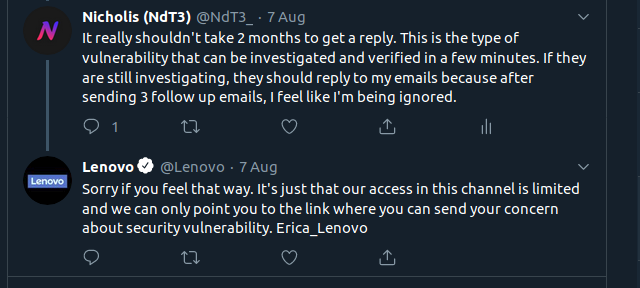 Nicholis (NdT3) @NdT3_ · 7 Aug
It really shouldn't take 2 months to get a reply. This is the type of
vulnerability that can be investigated and verified in a few minutes. If they
are still investigating, they should reply to my emails because after
sending 3 follow up emails, I feel like I'm being ignored.
1
Lenovo
Lenovo @Lenovo · 7 Aug
Sorry if you feel that way. It's just that our access in this channel is limited
and we can only point you to the link where you can send your concern
about security vulnerability. Erica_Lenovo